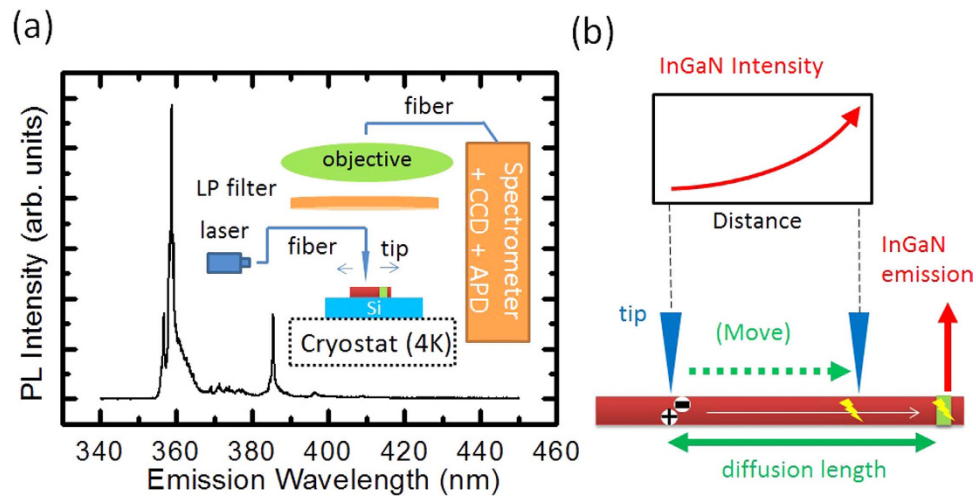 (a)
PL Intensity (arb. units)
fiber
objective
LP filter
laser
fiber
tip
Si
Cryostat (4K)
Spectrometer
+ CCD + APD
340 360 380 400 420 440 460
Emission Wavelength (nm)
(b)
InGaN Intensity
Distance
InGaN
emission
tip
(Move)
+
−
diffusion length